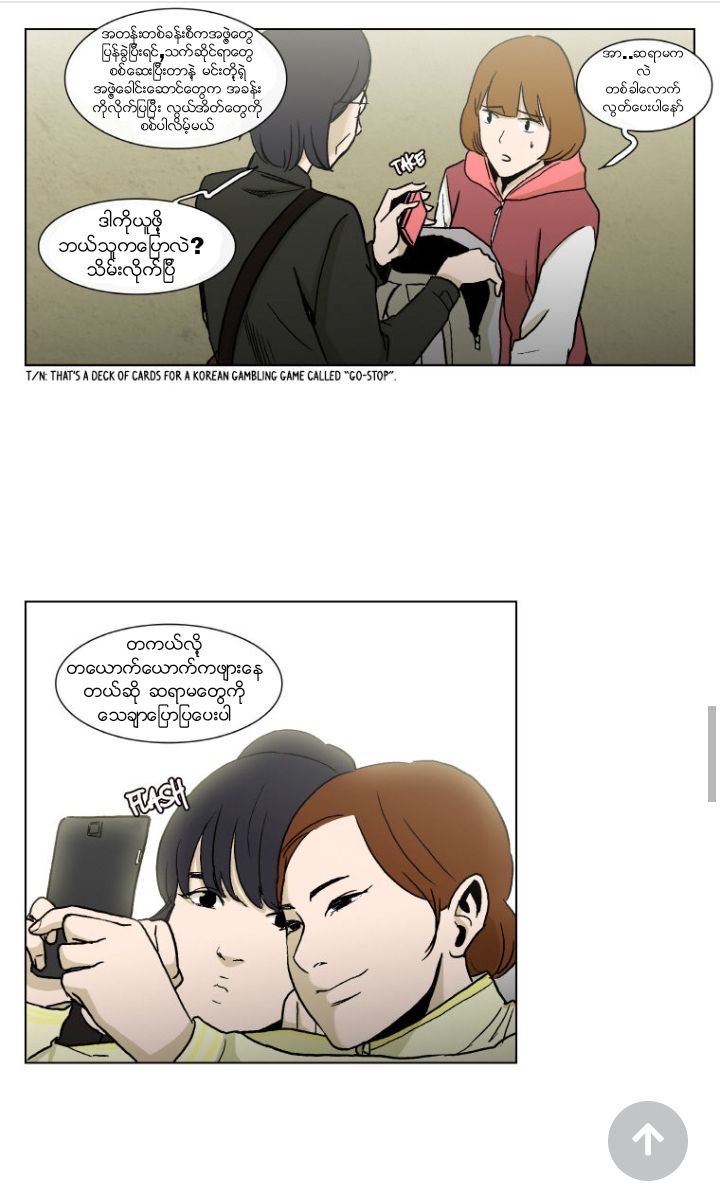 အတန်းတစ်ခန်းစီကအဖွဲ့တွေ
ပြန်ခွဲပြီးရင်,သက်ဆိုင်ရာတွေ
စစ်ဆေးပြီးတာနဲ့ မင်းတို့ရဲ့
အဖွဲ့ခေါင်းဆောင်တွေက အခန်း
ကိုလိုက်ပြပြီး လွယ်အိတ်တွေကို
စစ်ပါလိမ့်မယ်
အာ..ဆရာမက
လဲ
တစ်ခါလောက်
လွှတ်ပေးပါနော်
TAKE
ဒါကိုယူဖို့
ဘယ်သူကပြောလဲ?
သိမ်းလိုက်ပြီ
T/N: THAT'S A DECK OF CARDS FOR A KOREAN GAMBLING GAME CALLED "GO-STOP".
တကယ်လို့
တယောက်ယောက်ကဖျားနေ
တယ်ဆို ဆရာမတွေကို
သေချာပြောပြပေးပါ
FLASH